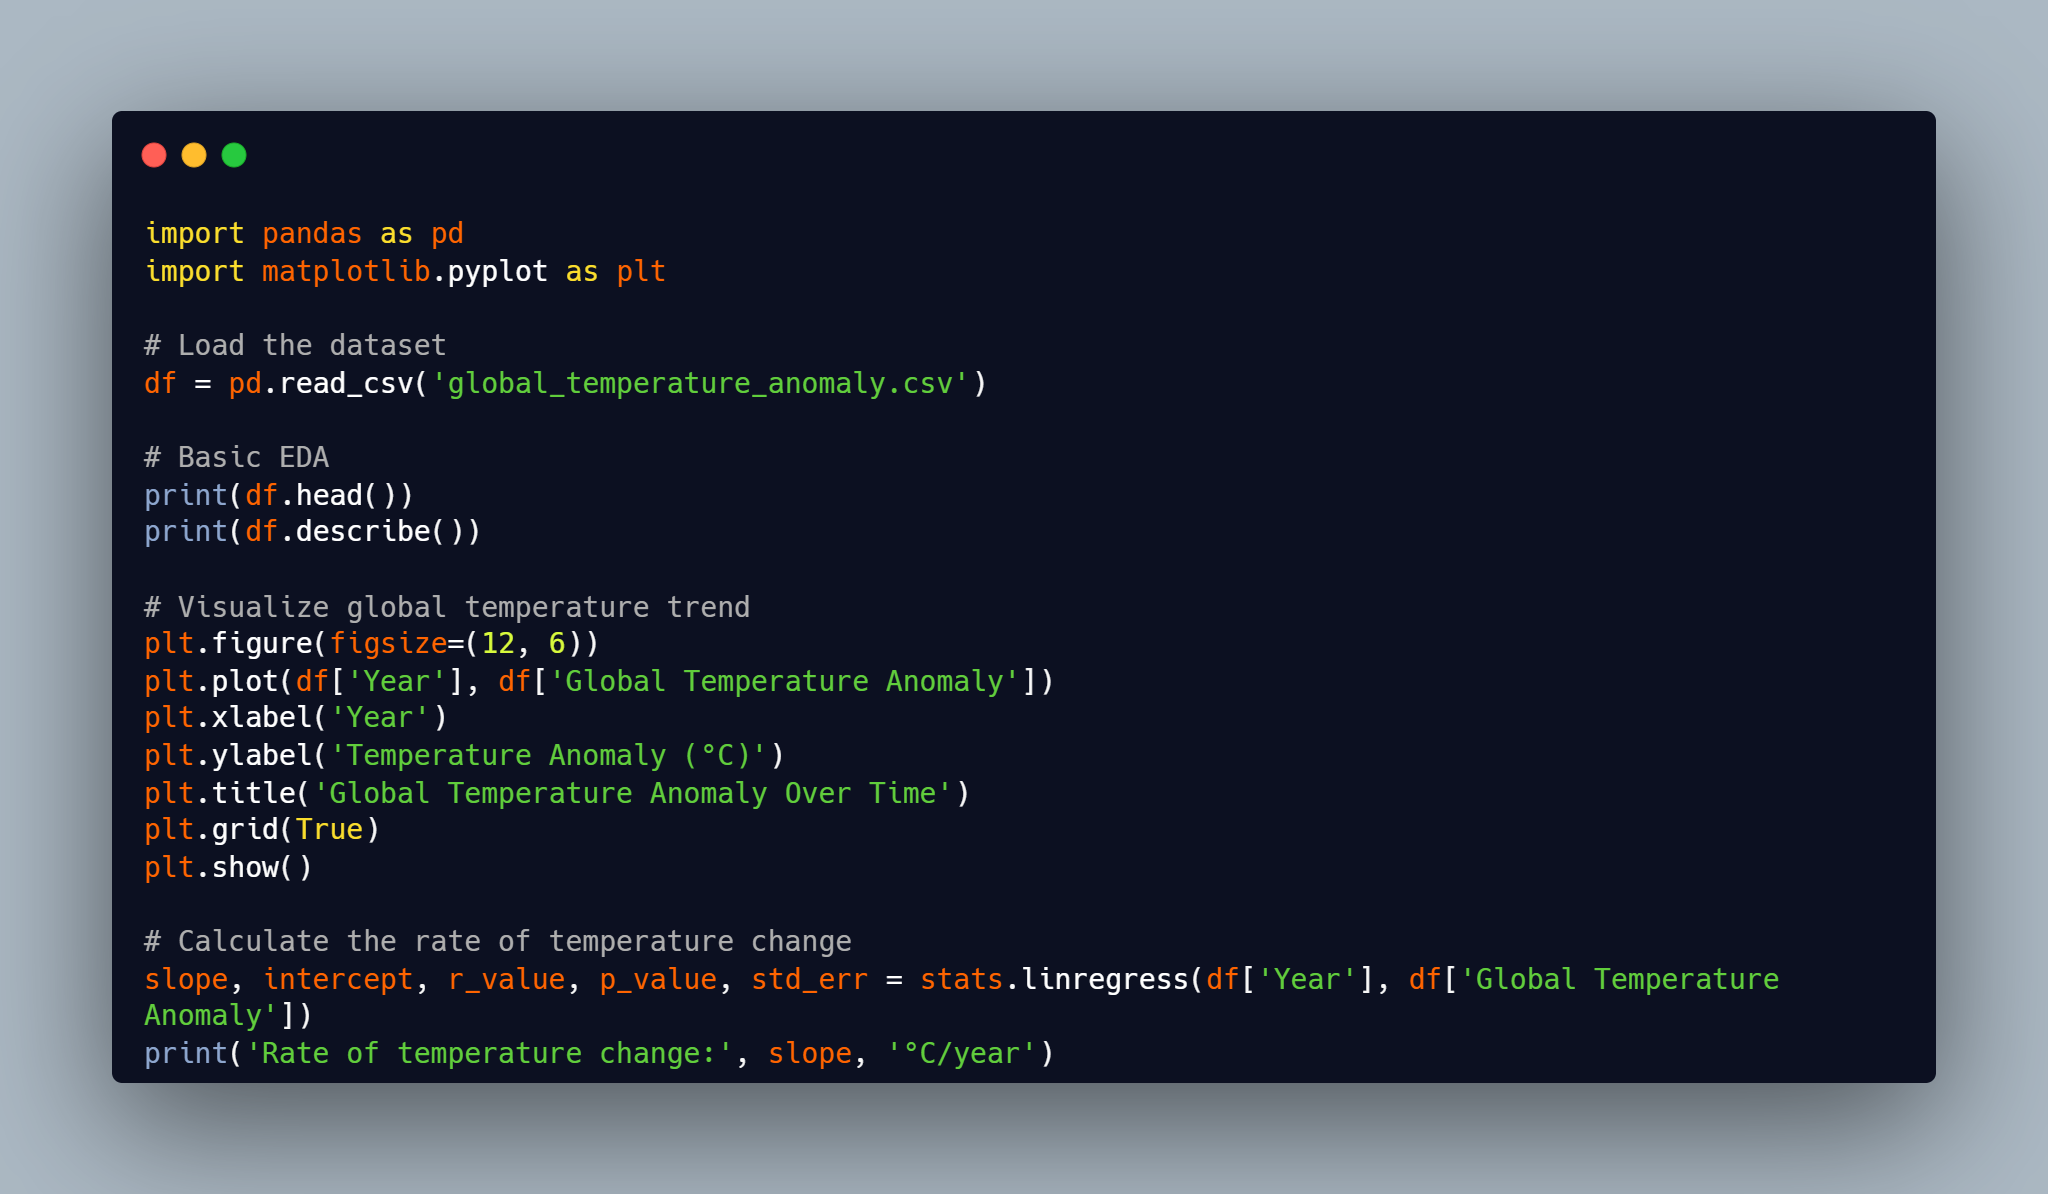 import pandas as pd
import matplotlib.pyplot as plt

# Load the dataset
df = pd.read_csv('global_temperature_anomaly.csv')

# Basic EDA
print(df.head())
print(df.describe())

# Visualize global temperature trend
plt.figure(figsize=(12, 6))
plt.plot(df['Year'], df['Global Temperature Anomaly'])
plt.xlabel('Year')
plt.ylabel('Temperature Anomaly (°C)')
plt.title('Global Temperature Anomaly Over Time')
plt.grid(True)
plt.show()

# Calculate the rate of temperature change
slope, intercept, r_value, p_value, std_err = stats.linregress(df['Year'], df['Global Temperature
Anomaly'])
print('Rate of temperature change:', slope, '°C/year')